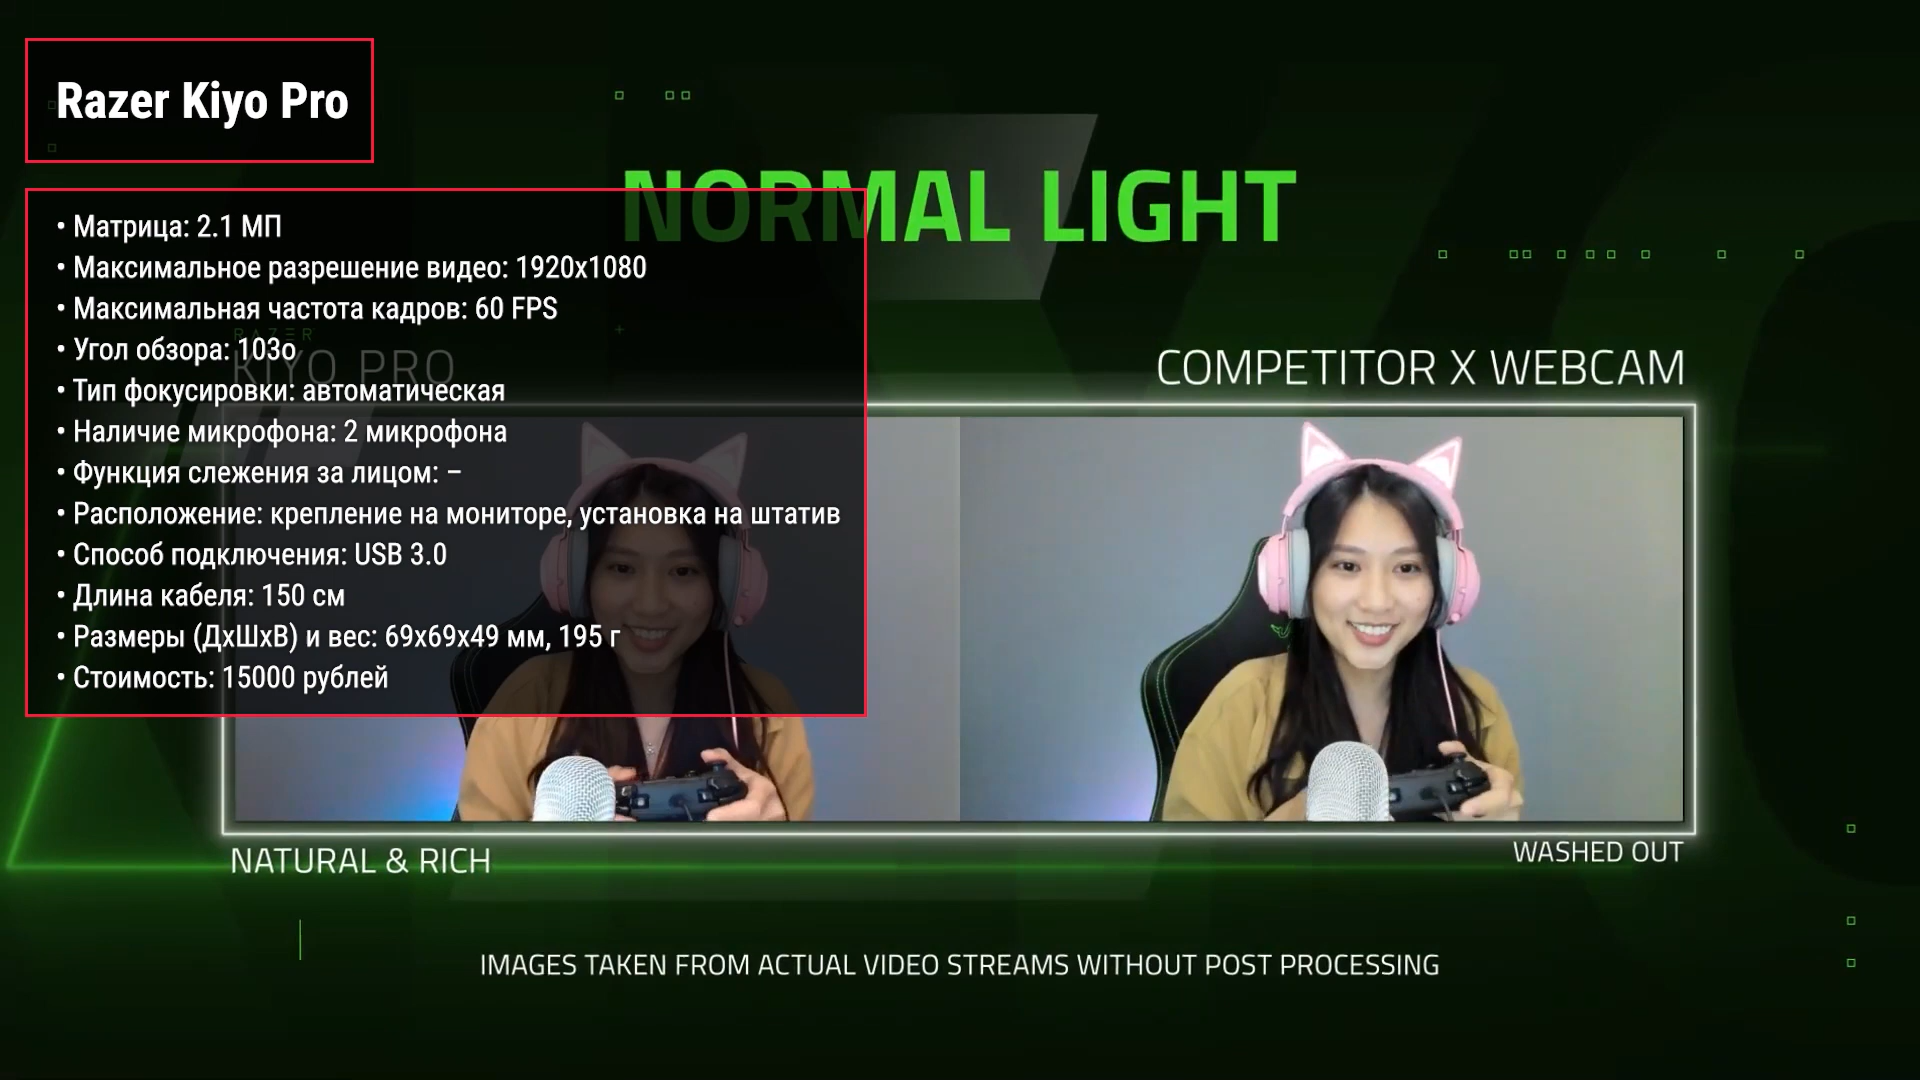 Razer Kiyo Pro
NORMAL LIGHT
• Матрица: 2.1 МП
• Максимальное разрешение видео: 1920x1080
• Максимальная частота кадров: 60 FPS
• Угол обзора: 103о
• Тип фокусировки: автоматическая
• Наличие микрофона: 2 микрофона
• Функция слежения за лицом: –
• Расположение: крепление на мониторе, установка на штатив
• Способ подключения: USB 3.0
• Длина кабеля: 150 см
• Размеры (ДхШхВ) и вес: 69x69x49 мм, 195 г
• Стоимость: 15000 рублей
RAZER
KIYO PRO
COMPETITOR X WEBCAM
NATURAL & RICH
WASHED OUT
IMAGES TAKEN FROM ACTUAL VIDEO STREAMS WITHOUT POST PROCESSING